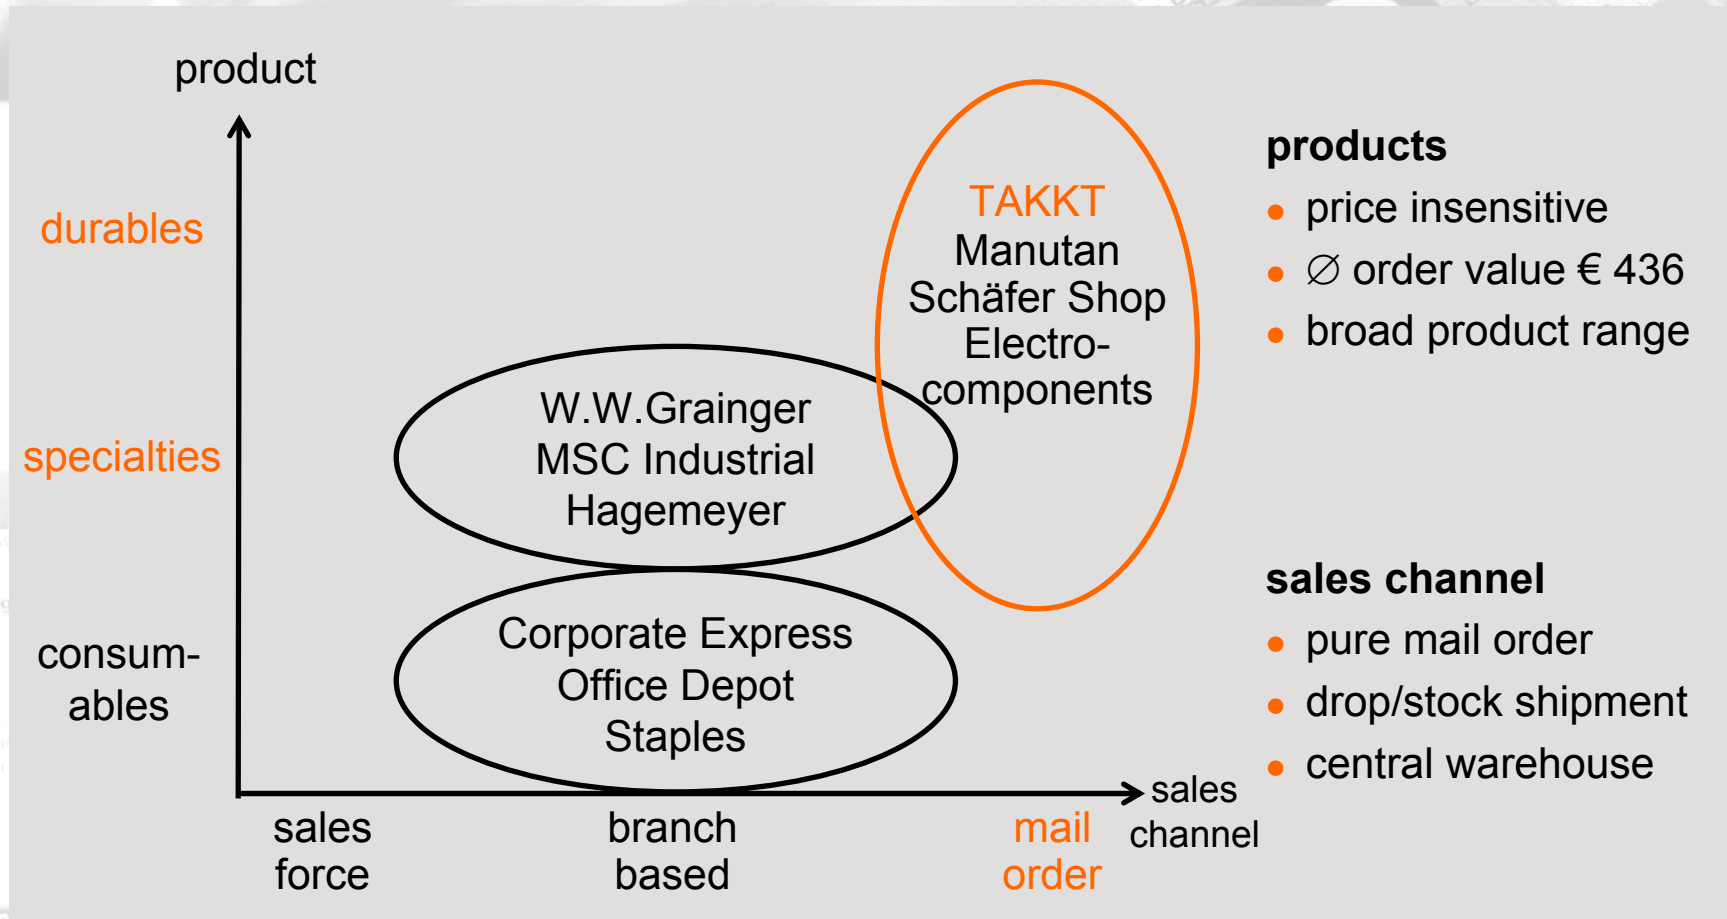 product
durables
specialties
consum-
ables
TAKKT
Manutan
Schäfer Shop
Electro-
components
W.W.Grainger
MSC Industrial
Hagemeyer
Corporate Express
Office Depot
Staples
sales
force
branch
based
mail
order
sales
channel
products
● price insensitive
● ∅ order value € 436
● broad product range
sales channel
● pure mail order
● drop/stock shipment
● central warehouse